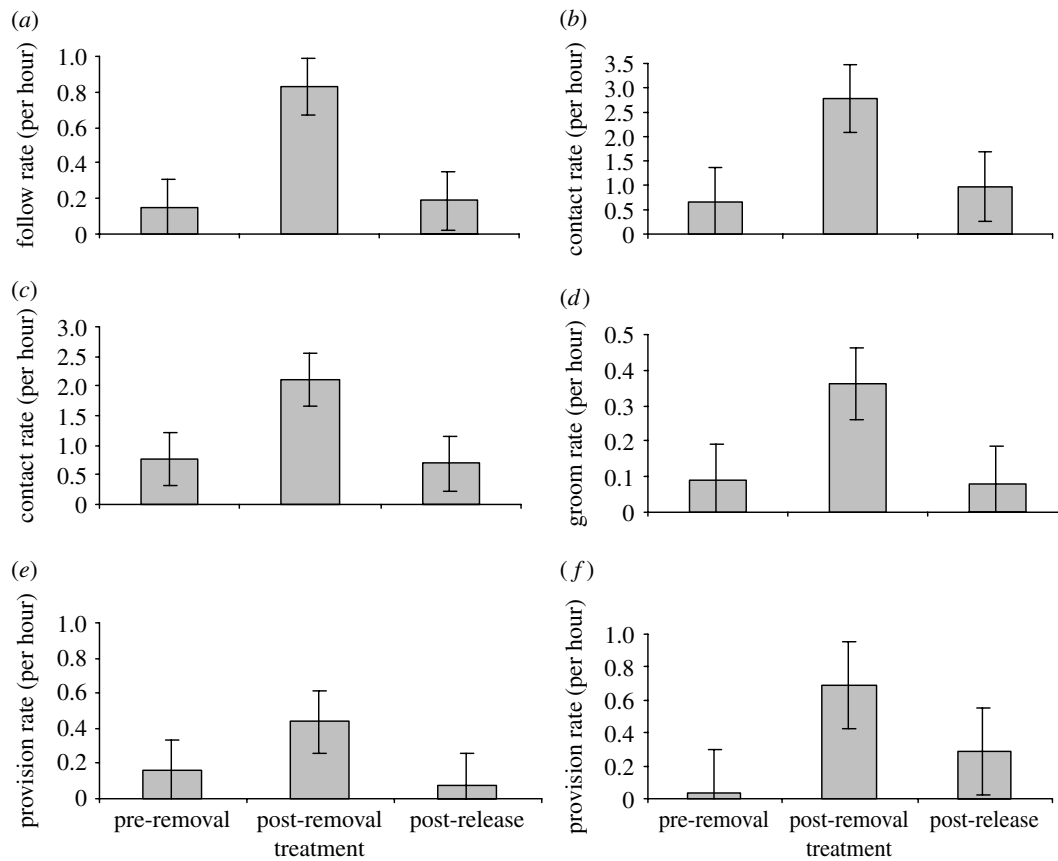 (a)
follow rate (per hour)
1.0
0.8
0.6
0.4
0.2
0
(b)
contact rate (per hour)
3.5
3.0
2.5
2.0
1.5
1.0
0.5
0
(c)
contact rate (per hour)
3.0
2.5
2.0
1.5
1.0
0.5
0
(d)
groom rate (per hour)
0.5
0.4
0.3
0.2
0.1
0
(e)
provision rate (per hour)
1.0
0.8
0.6
0.4
0.2
0
pre-removal post-removal post-release
treatment
(f)
provision rate (per hour)
1.0
0.8
0.6
0.4
0.2
0
pre-removal post-removal post-release
treatment